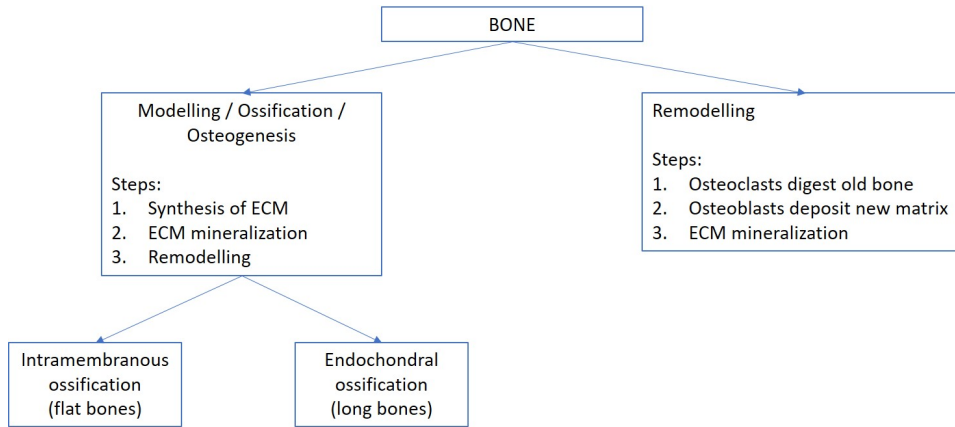 BONE
Modelling / Ossification /
Osteogenesis
Steps:
1. Synthesis of ECM
2. ECM mineralization
3. Remodelling
Remodelling
Steps:
1. Osteoclasts digest old bone
2. Osteoblasts deposit new matrix
3. ECM mineralization
Intramembranous
ossification
(flat bones)
Endochondral
ossification
(long bones)